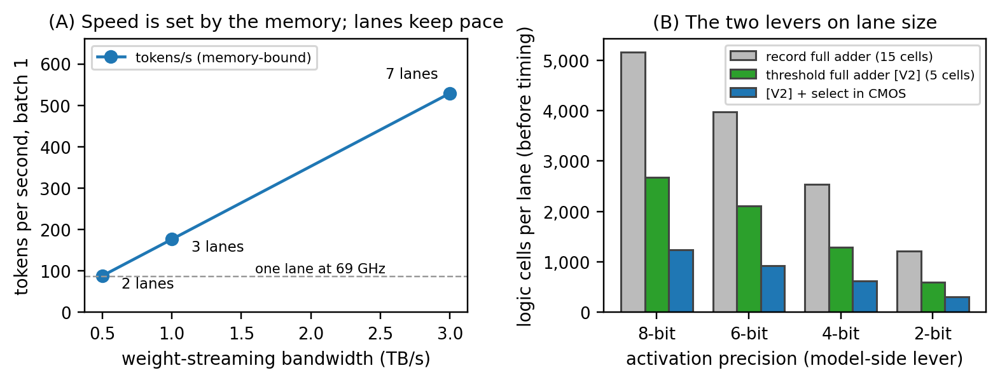 (A) Speed is set by the memory; lanes keep pace
tokens per second, batch 1
600
500
400
300
200
100
0
tokens/s (memory-bound)
7 lanes
3 lanes
one lane at 69 GHz
2 lanes
0.5 1.0 1.5 2.0 2.5 3.0
weight-streaming bandwidth (TB/s)
(B) The two levers on lane size
logic cells per lane (before timing)
5,000
4,000
3,000
2,000
1,000
0
record full adder (15 cells)
threshold full adder [V2] (5 cells)
[V2] + select in CMOS
8-bit 6-bit 4-bit 2-bit
activation precision (model-side lever)